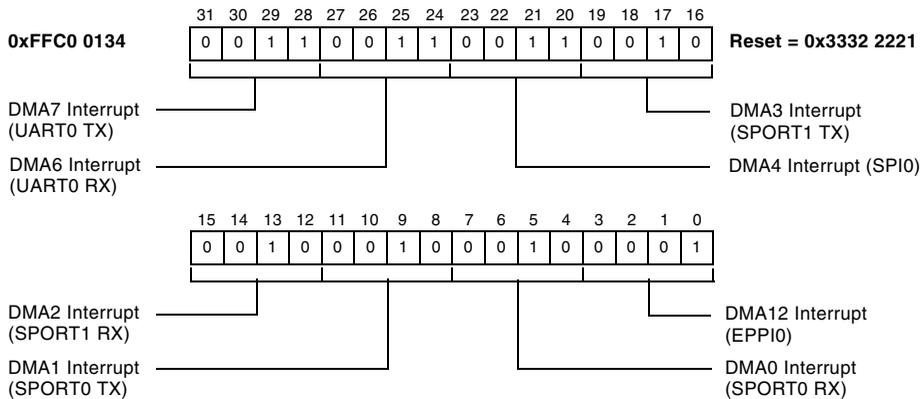 31 30 29 28 27 26 25 24 23 22 21 20 19 18 17 16
0xFFC0 0134 0 0 1 1 0 0 1 1 0 0 1 1 0 0 1 0 Reset = 0x3332 2221
DMA7 Interrupt
(UART0 TX)
DMA3 Interrupt
(SPORT1 TX)
DMA6 Interrupt
(UART0 RX)
DMA4 Interrupt (SPI0)
15 14 13 12 11 10 9 8 7 6 5 4 3 2 1 0
0 0 1 0 0 0 1 0 0 0 1 0 0 0 0 1
DMA2 Interrupt
(SPORT1 RX)
DMA12 Interrupt
(EPPI0)
DMA1 Interrupt
(SPORT0 TX)
DMA0 Interrupt
(SPORT0 RX)